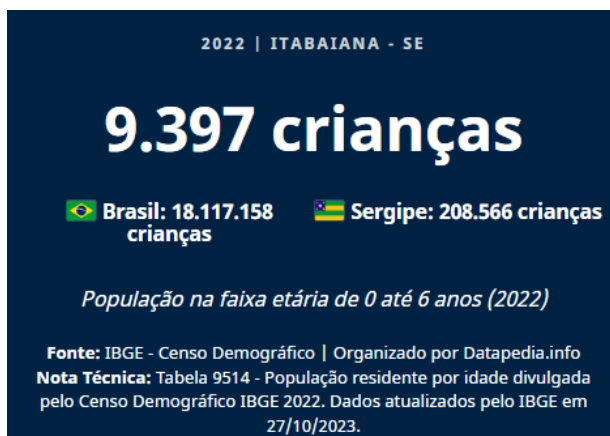 2022 | ITABAIANA - SE
9.397 crianças
Brasil: 18.117.158
crianças
Sergipe: 208.566 crianças
População na faixa etária de 0 até 6 anos (2022)
Fonte: IBGE - Censo Demográfico | Organizado por Datapedia.info
Nota Técnica: Tabela 9514 - População residente por idade divulgada
pelo Censo Demográfico IBGE 2022. Dados atualizados pelo IBGE em
27/10/2023.